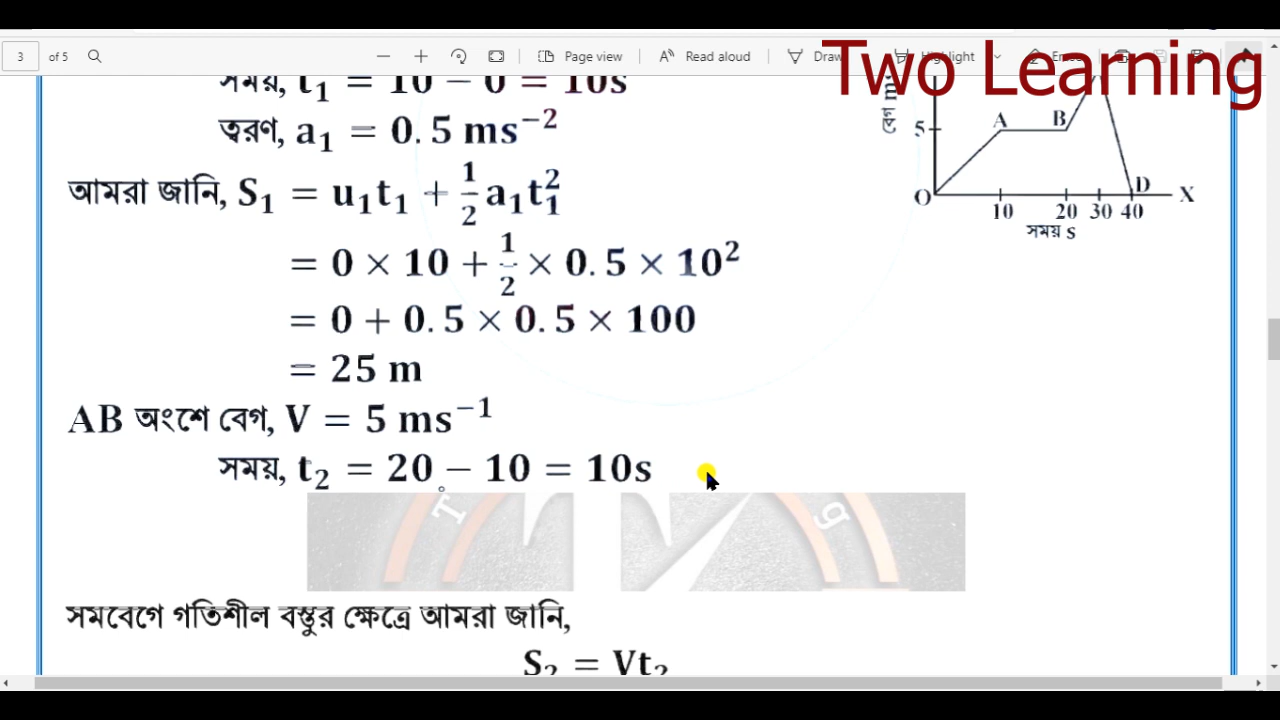 3 of 5 Page view Read aloud Draw Highlight
Two Learning
সময়, t₁ = 10 − 0 = 10s
ত্বরণ, a₁ = 0.5 ms⁻²
আমরা জানি, S₁ = u₁t₁ + 1/2 a₁t₁²
= 0 × 10 + 1/2 × 0.5 × 10²
= 0 + 0.5 × 0.5 × 100
= 25 m
AB অংশে বেগ, V = 5 ms⁻¹
সময়, t₂ = 20 − 10 = 10s
সমবেগে গতিশীল বস্তুর ক্ষেত্রে আমরা জানি,
S₂ = Vt₂
বেগ
5 A B
O D X
10 20 30 40
সময় s
T g